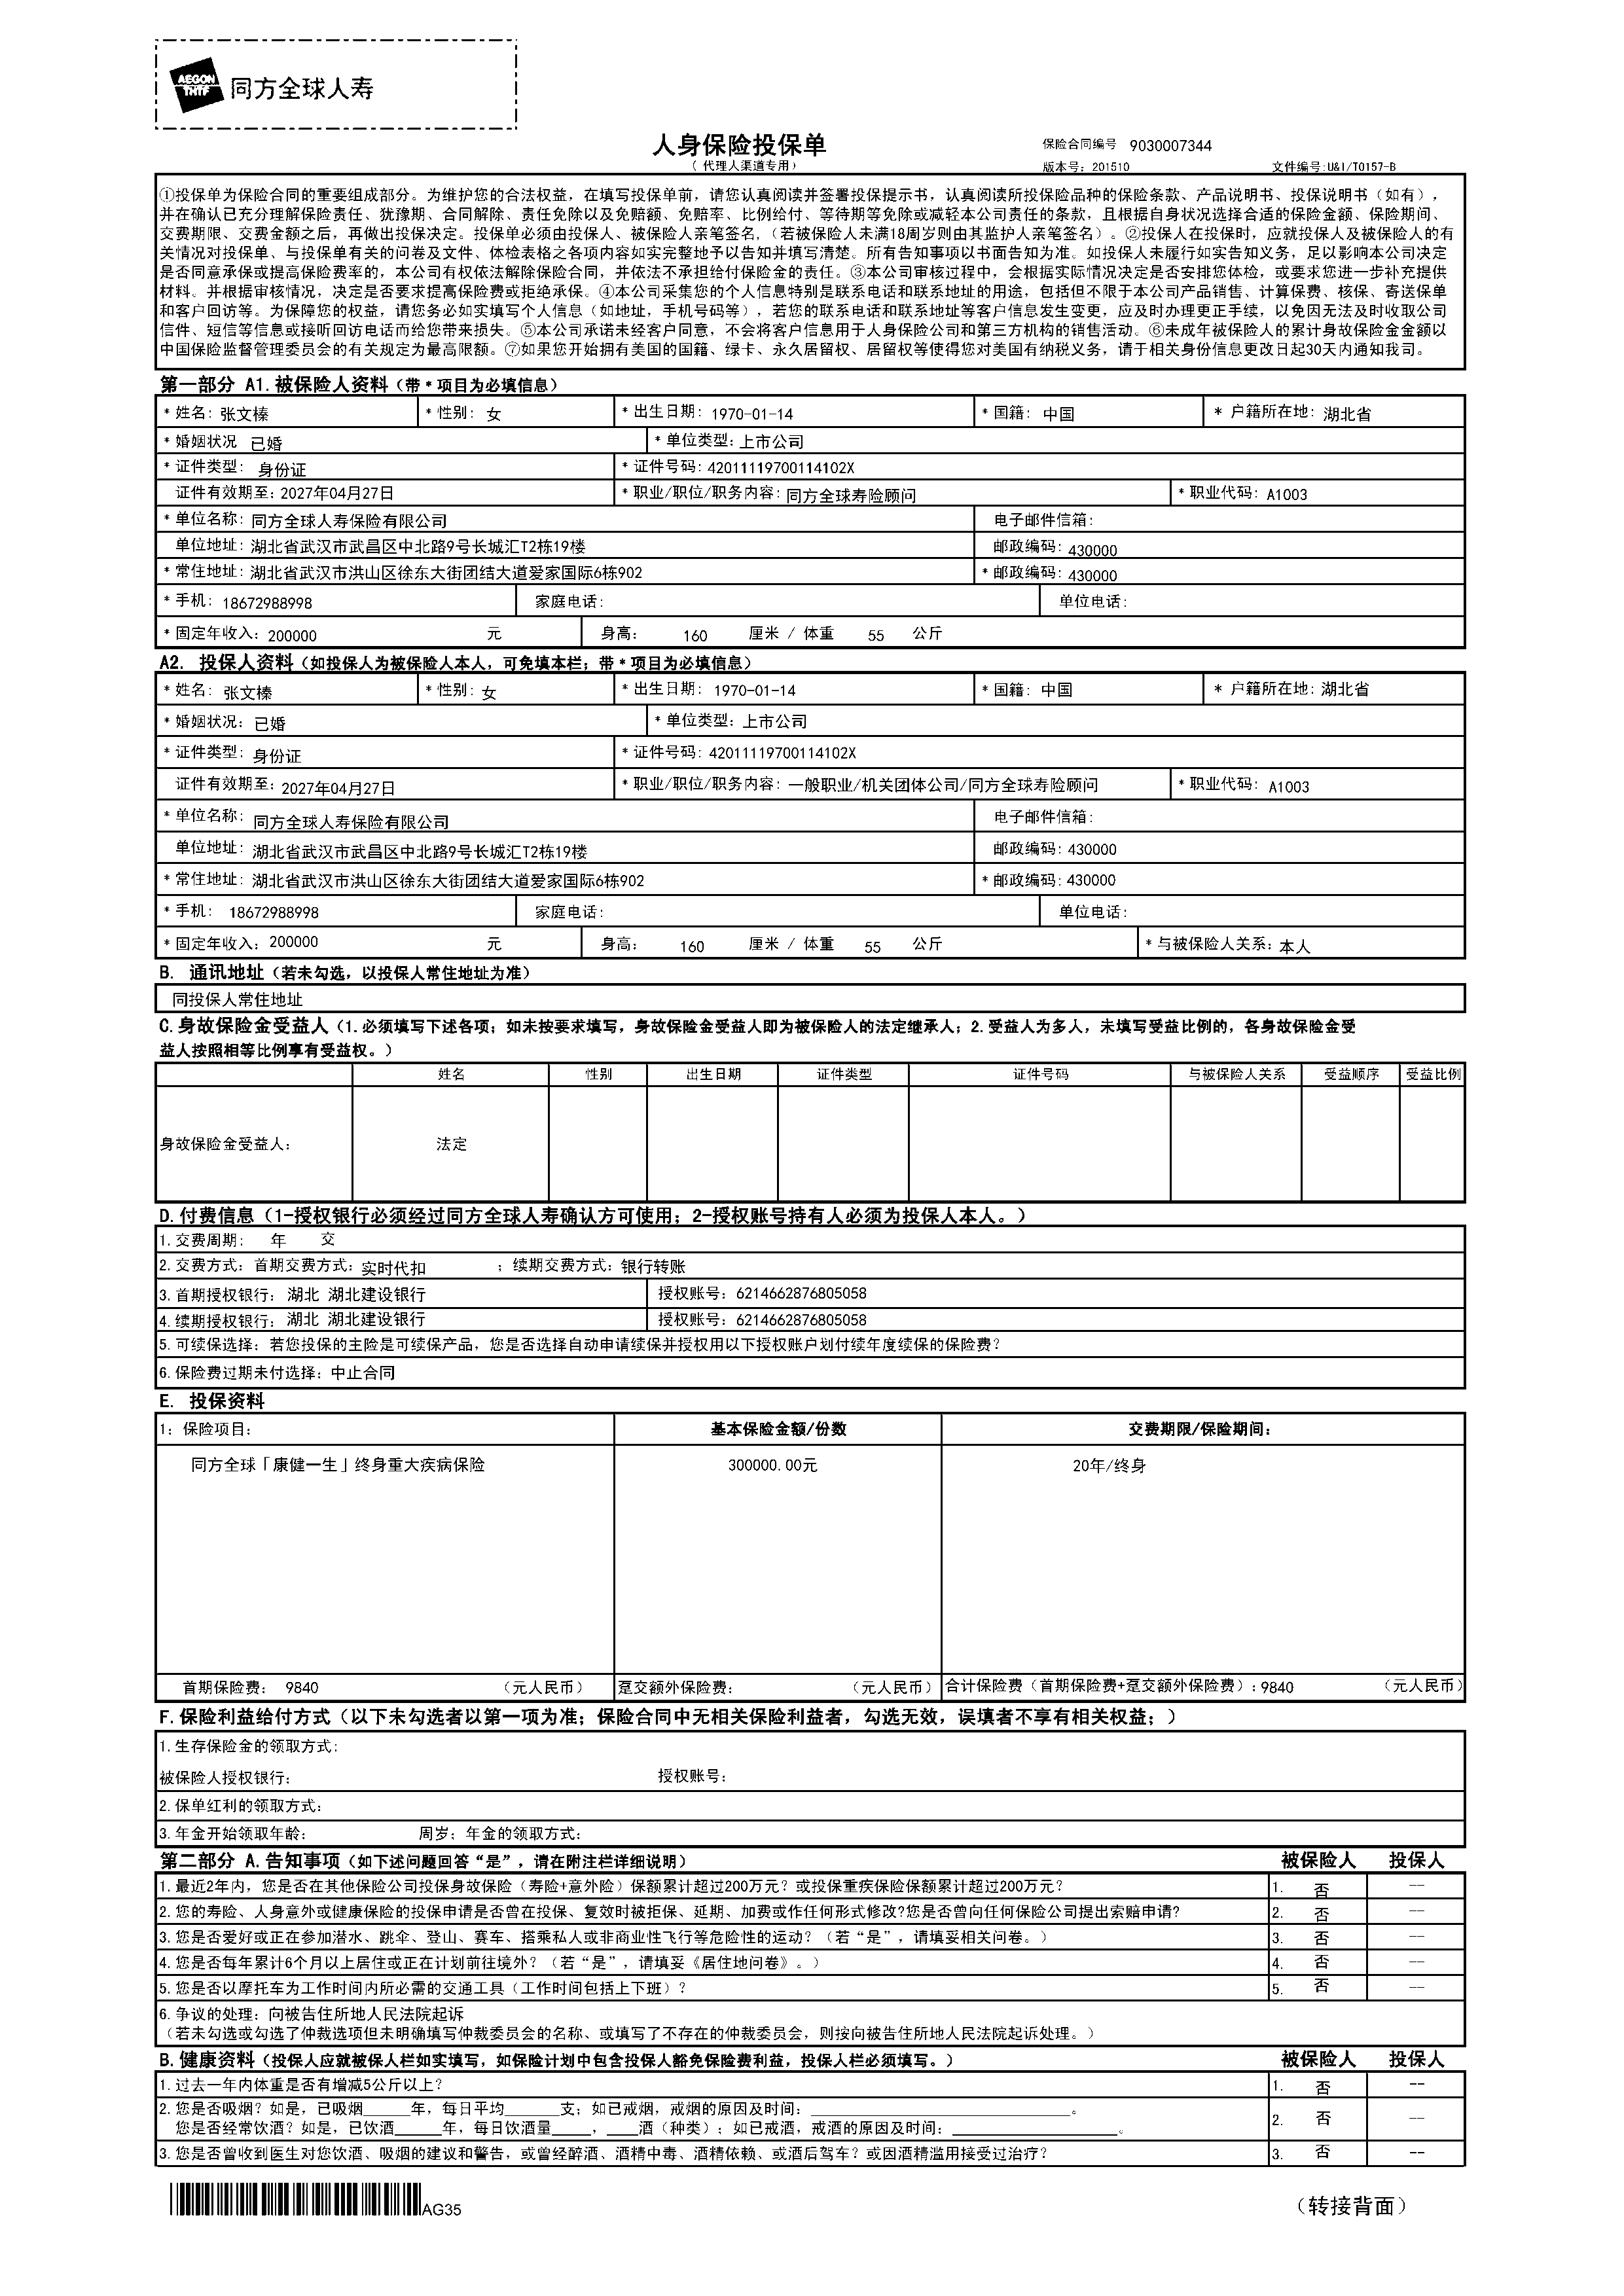 AEGON
THTF
同方全球人寿
人身保险投保单
(代理人渠道专用)
保险合同编号 9030007344
版本号：201510 文件编号:U&I/T0157-B
①投保单为保险合同的重要组成部分。为维护您的合法权益，在填写投保单前，请您认真阅读并签署投保提示书，认真阅读所投保险品种的保险条款、产品说明书、投保说明书（如有），
并在确认已充分理解保险责任、犹豫期、合同解除、责任免除以及免赔额、免赔率、比例给付、等待期等免除或减轻本公司责任的条款，且根据自身状况选择合适的保险金额、保险期间、
交费期限、交费金额之后，再做出投保决定。投保单必须由投保人、被保险人亲笔签名，（若被保险人未满18周岁则由其监护人亲笔签名）。②投保人在投保时，应就投保人及被保险人的有
关情况对投保单、与投保单有关的问卷及文件、体检表格之各项内容如实完整地予以告知并填写清楚。所有告知事项以书面告知为准。如投保人未履行如实告知义务，足以影响本公司决定
是否同意承保或提高保险费率的，本公司有权依法解除保险合同，并依法不承担给付保险金的责任。③本公司审核过程中，会根据实际情况决定是否安排您体检，或要求您进一步补充提供
材料。并根据审核情况，决定是否要求提高保险费或拒绝承保。④本公司采集您的个人信息特别是联系电话和联系地址的用途，包括但不限于本公司产品销售、计算保费、核保、寄送保单
和客户回访等。为保障您的权益，请您务必如实填写个人信息（如地址，手机号码等），若您的联系电话和联系地址等客户信息发生变更，应及时办理更正手续，以免因无法及时收取公司
信件、短信等信息或接听回访电话而给您带来损失。⑤本公司承诺未经客户同意，不会将客户信息用于人身保险公司和第三方机构的销售活动。⑥未成年被保险人的累计身故保险金金额以
中国保险监督管理委员会的有关规定为最高限额。⑦如果您开始拥有美国的国籍、绿卡、永久居留权、居留权等使得您对美国有纳税义务，请于相关身份信息更改日起30天内通知我司。
第一部分 A1.被保险人资料（带*项目为必填信息）
* 姓名: 张文榛 * 性别: 女 * 出生日期: 1970-01-14 * 国籍: 中国 * 户籍所在地: 湖北省
* 婚姻状况 已婚 * 单位类型: 上市公司
* 证件类型: 身份证 * 证件号码: 42011119700114102X
证件有效期至: 2027年04月27日 * 职业/职位/职务内容: 同方全球寿险顾问 * 职业代码: A1003
* 单位名称: 同方全球人寿保险有限公司 电子邮件信箱:
单位地址: 湖北省武汉市武昌区中北路9号长城汇T2栋19楼 邮政编码: 430000
* 常住地址: 湖北省武汉市洪山区徐东大街团结大道爱家国际6栋902 * 邮政编码: 430000
* 手机: 18672988998 家庭电话: 单位电话:
* 固定年收入: 200000 元 身高: 160 厘米 / 体重 55 公斤
A2. 投保人资料（如投保人为被保险人本人，可免填本栏；带*项目为必填信息）
* 姓名: 张文榛 * 性别: 女 * 出生日期: 1970-01-14 * 国籍: 中国 * 户籍所在地: 湖北省
* 婚姻状况: 已婚 * 单位类型: 上市公司
* 证件类型: 身份证 * 证件号码: 42011119700114102X
证件有效期至: 2027年04月27日 * 职业/职位/职务内容: 一般职业/机关团体公司/同方全球寿险顾问 * 职业代码: A1003
* 单位名称: 同方全球人寿保险有限公司 电子邮件信箱:
单位地址: 湖北省武汉市武昌区中北路9号长城汇T2栋19楼 邮政编码: 430000
* 常住地址: 湖北省武汉市洪山区徐东大街团结大道爱家国际6栋902 * 邮政编码: 430000
* 手机: 18672988998 家庭电话: 单位电话:
* 固定年收入: 200000 元 身高: 160 厘米 / 体重 55 公斤 * 与被保险人关系: 本人
B. 通讯地址（若未勾选，以投保人常住地址为准）
同投保人常住地址
C.身故保险金受益人（1.必须填写下述各项；如未按要求填写，身故保险金受益人即为被保险人的法定继承人；2.受益人为多人，未填写受益比例的，各身故保险金受
益人按照相等比例享有受益权。）
姓名 性别 出生日期 证件类型 证件号码 与被保险人关系 受益顺序 受益比例
身故保险金受益人: 法定
D.付费信息（1-授权银行必须经过同方全球人寿确认方可使用；2-授权账号持有人必须为投保人本人。）
1.交费周期: 年 交
2.交费方式: 首期交费方式: 实时代扣 ；续期交费方式: 银行转账
3.首期授权银行: 湖北 湖北建设银行 授权账号: 6214662876805058
4.续期授权银行: 湖北 湖北建设银行 授权账号: 6214662876805058
5.可续保选择: 若您投保的主险是可续保产品，您是否选择自动申请续保并授权用以下授权账户划付续年度续保的保险费?
6.保险费过期未付选择: 中止合同
E. 投保资料
1: 保险项目: 基本保险金额/份数 交费期限/保险期间:
同方全球「康健一生」终身重大疾病保险 300000.00元 20年/终身
首期保险费: 9840 （元人民币） 趸交额外保险费: （元人民币） 合计保险费（首期保险费+趸交额外保险费）: 9840 （元人民币）
F.保险利益给付方式（以下未勾选者以第一项为准；保险合同中无相关保险利益者，勾选无效，误填者不享有相关权益；）
1.生存保险金的领取方式:
被保险人授权银行: 授权账号:
2.保单红利的领取方式:
3.年金开始领取年龄: 周岁；年金的领取方式:
第二部分 A.告知事项（如下述问题回答“是”，请在附注栏详细说明） 被保险人 投保人
1.最近2年内，您是否在其他保险公司投保身故保险（寿险+意外险）保额累计超过200万元? 或投保重疾保险保额累计超过200万元? 1. 否 --
2.您的寿险、人身意外或健康保险的投保申请是否曾在投保、复效时被拒保、延期、加费或作任何形式修改?您是否曾向任何保险公司提出索赔申请? 2. 否 --
3.您是否爱好或正在参加潜水、跳伞、登山、赛车、搭乘私人或非商业性飞行等危险性的运动? （若“是”，请填妥相关问卷。） 3. 否 --
4.您是否每年累计6个月以上居住或正在计划前往境外? （若“是”，请填妥《居住地问卷》。） 4. 否 --
5.您是否以摩托车为工作时间内所必需的交通工具（工作时间包括上下班）? 5. 否 --
6.争议的处理: 向被告住所地人民法院起诉
（若未勾选或勾选了仲裁选项但未明确填写仲裁委员会的名称、或填写了不存在的仲裁委员会，则按向被告住所地人民法院起诉处理。）
B.健康资料（投保人应就被保人栏如实填写，如保险计划中包含投保人豁免保险费利益，投保人栏必须填写。） 被保险人 投保人
1.过去一年内体重是否有增减5公斤以上? 1. 否 --
2.您是否吸烟? 如是，已吸烟______年，每日平均_______支；如已戒烟，戒烟的原因及时间: ________________________________。
您是否经常饮酒? 如是，已饮酒______年，每日饮酒量_____，____酒（种类）；如已戒酒，戒酒的原因及时间: _____________________。 2. 否 --
3.您是否曾收到医生对您饮酒、吸烟的建议和警告，或曾经醉酒、酒精中毒、酒精依赖、或酒后驾车? 或因酒精滥用接受过治疗? 3. 否 --
AG35
（转接背面）